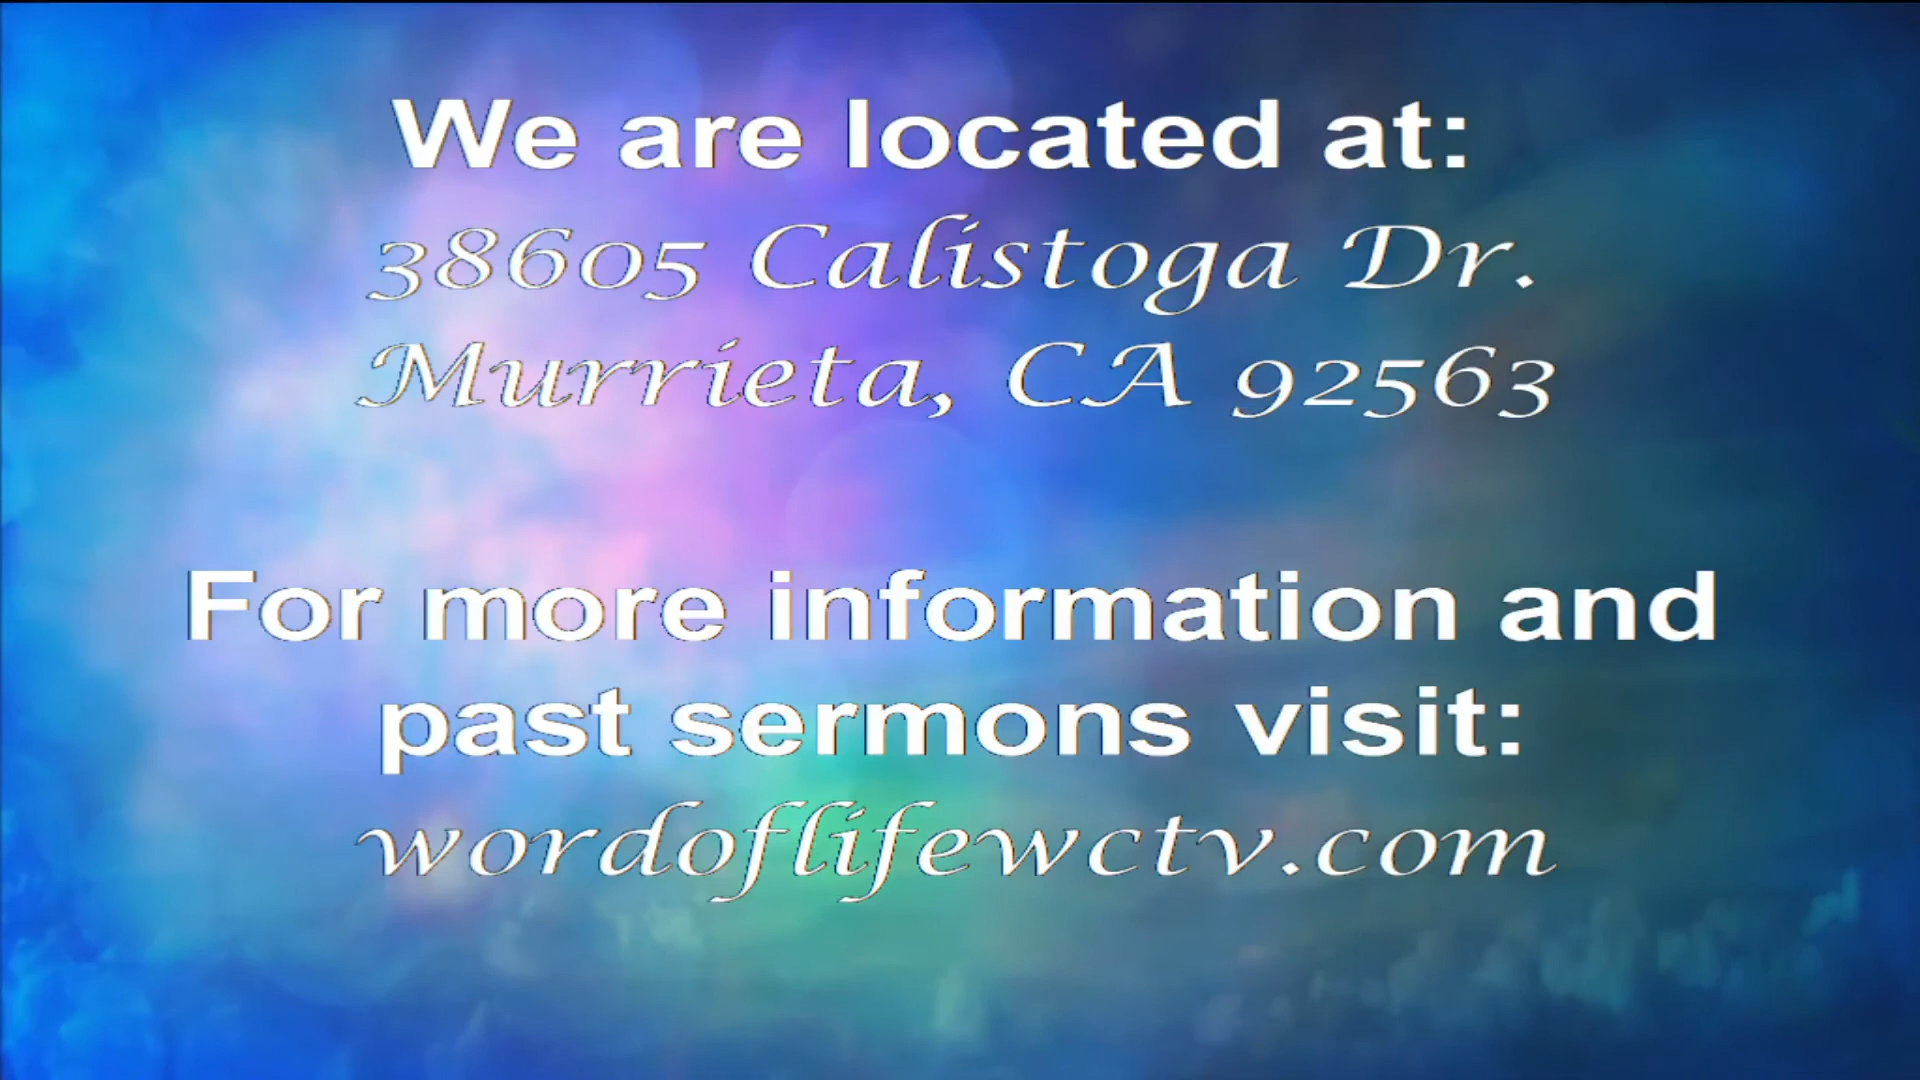 We are located at:
38605 Calistoga Dr.
Murrieta, CA 92563
For more information and
past sermons visit:
wordoflifewctv.com